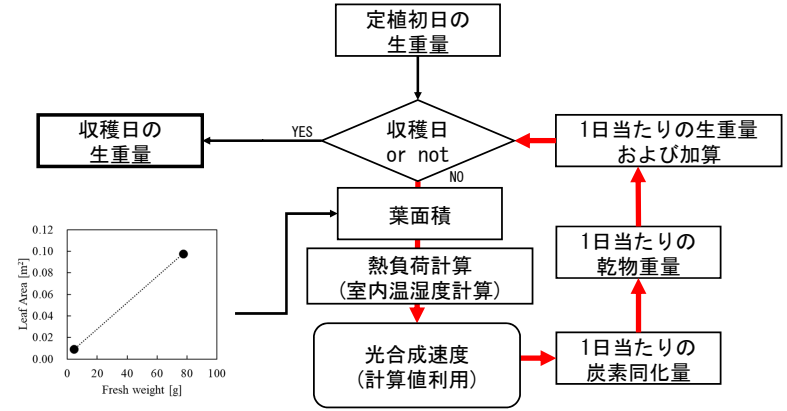 定植初日の
生重量
収穫日の
生重量
YES
収穫日
or not
NO
1日当たりの生重量
および加算
葉面積
1日当たりの
乾物重量
熱負荷計算
(室内温湿度計算)
光合成速度
(計算値利用)
1日当たりの
炭素同化量
Leaf Area [m²]
0.12
0.10
0.08
0.06
0.04
0.02
0.00
0 20 40 60 80 100
Fresh weight [g]